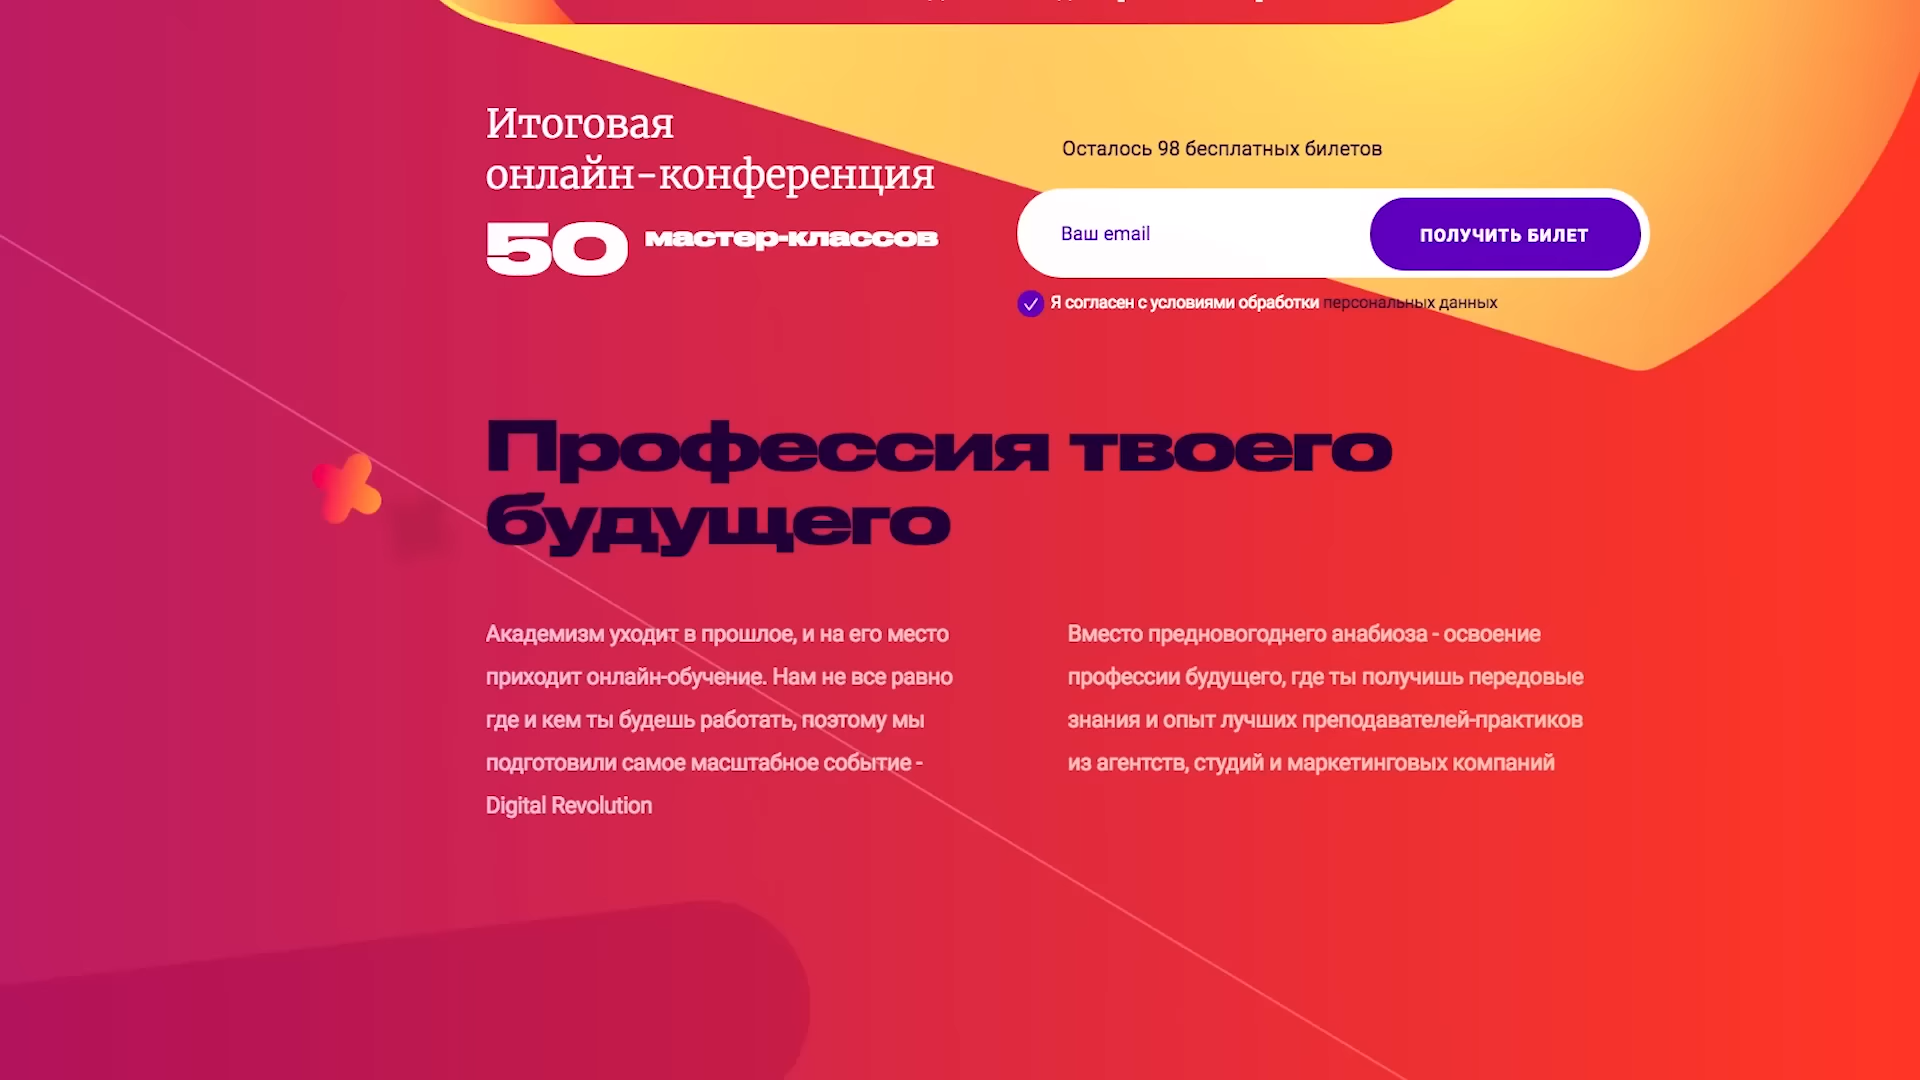 Итоговая
онлайн-конференция
50 мастер-классов
Осталось 98 бесплатных билетов
Ваш email
ПОЛУЧИТЬ БИЛЕТ
Я согласен с условиями обработки персональных данных
Профессия твоего
будущего
Академизм уходит в прошлое, и на его место
приходит онлайн-обучение. Нам не все равно
где и кем ты будешь работать, поэтому мы
подготовили самое масштабное событие -
Digital Revolution
Вместо предновогоднего анабиоза - освоение
профессии будущего, где ты получишь передовые
знания и опыт лучших преподавателей-практиков
из агентств, студий и маркетинговых компаний